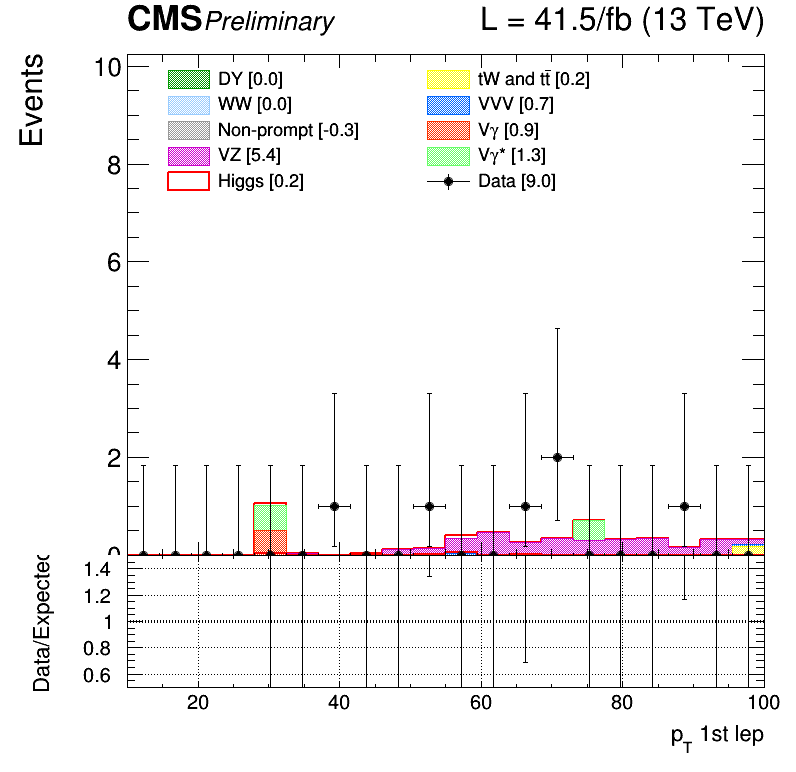 CMS Preliminary L = 41.5/fb (13 TeV)
Events
10
8
6
4
2
0
DY [0.0]
WW [0.0]
Non-prompt [-0.3]
VZ [5.4]
Higgs [0.2]
tW and tt̄ [0.2]
VVV [0.7]
Vγ [0.9]
Vγ* [1.3]
Data [9.0]
Data/Expected
1.4
1.2
1
0.8
0.6
20 40 60 80 100
p_T 1st lep